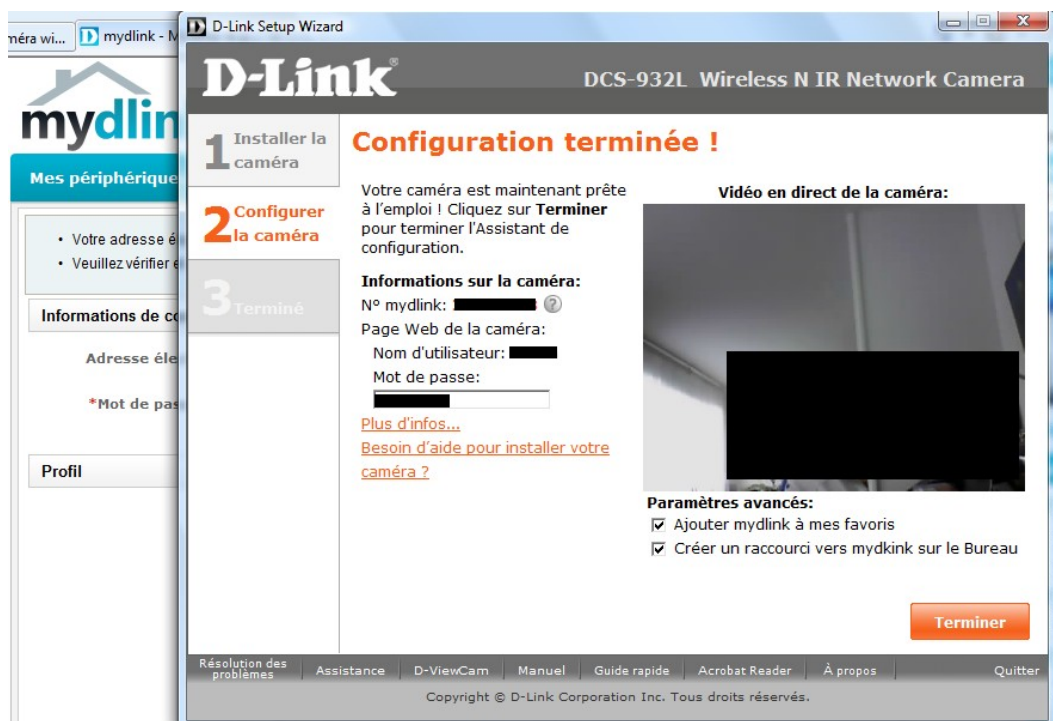 méra wi...
mydlink - M
D-Link Setup Wizard
mydlin
Mes périphérique
• Votre adresse é
• Veuillez vérifier e
Informations de co
Adresse éle
*Mot de pas
Profil
D-Link®
DCS-932L Wireless N IR Network Camera
1 Installer la
caméra
2 Configurer
la caméra
3 Terminé
Configuration terminée !
Votre caméra est maintenant prête
à l'emploi ! Cliquez sur Terminer
pour terminer l'Assistant de
configuration.
Informations sur la caméra:
N° mydlink:
Page Web de la caméra:
Nom d'utilisateur:
Mot de passe:
Plus d'infos...
Besoin d'aide pour installer votre
caméra ?
Vidéo en direct de la caméra:
Paramètres avancés:
Ajouter mydlink à mes favoris
Créer un raccourci vers mydkink sur le Bureau
Terminer
Résolution des
problèmes
Assistance
D-ViewCam
Manuel
Guide rapide
Acrobat Reader
À propos
Quitter
Copyright © D-Link Corporation Inc. Tous droits réservés.